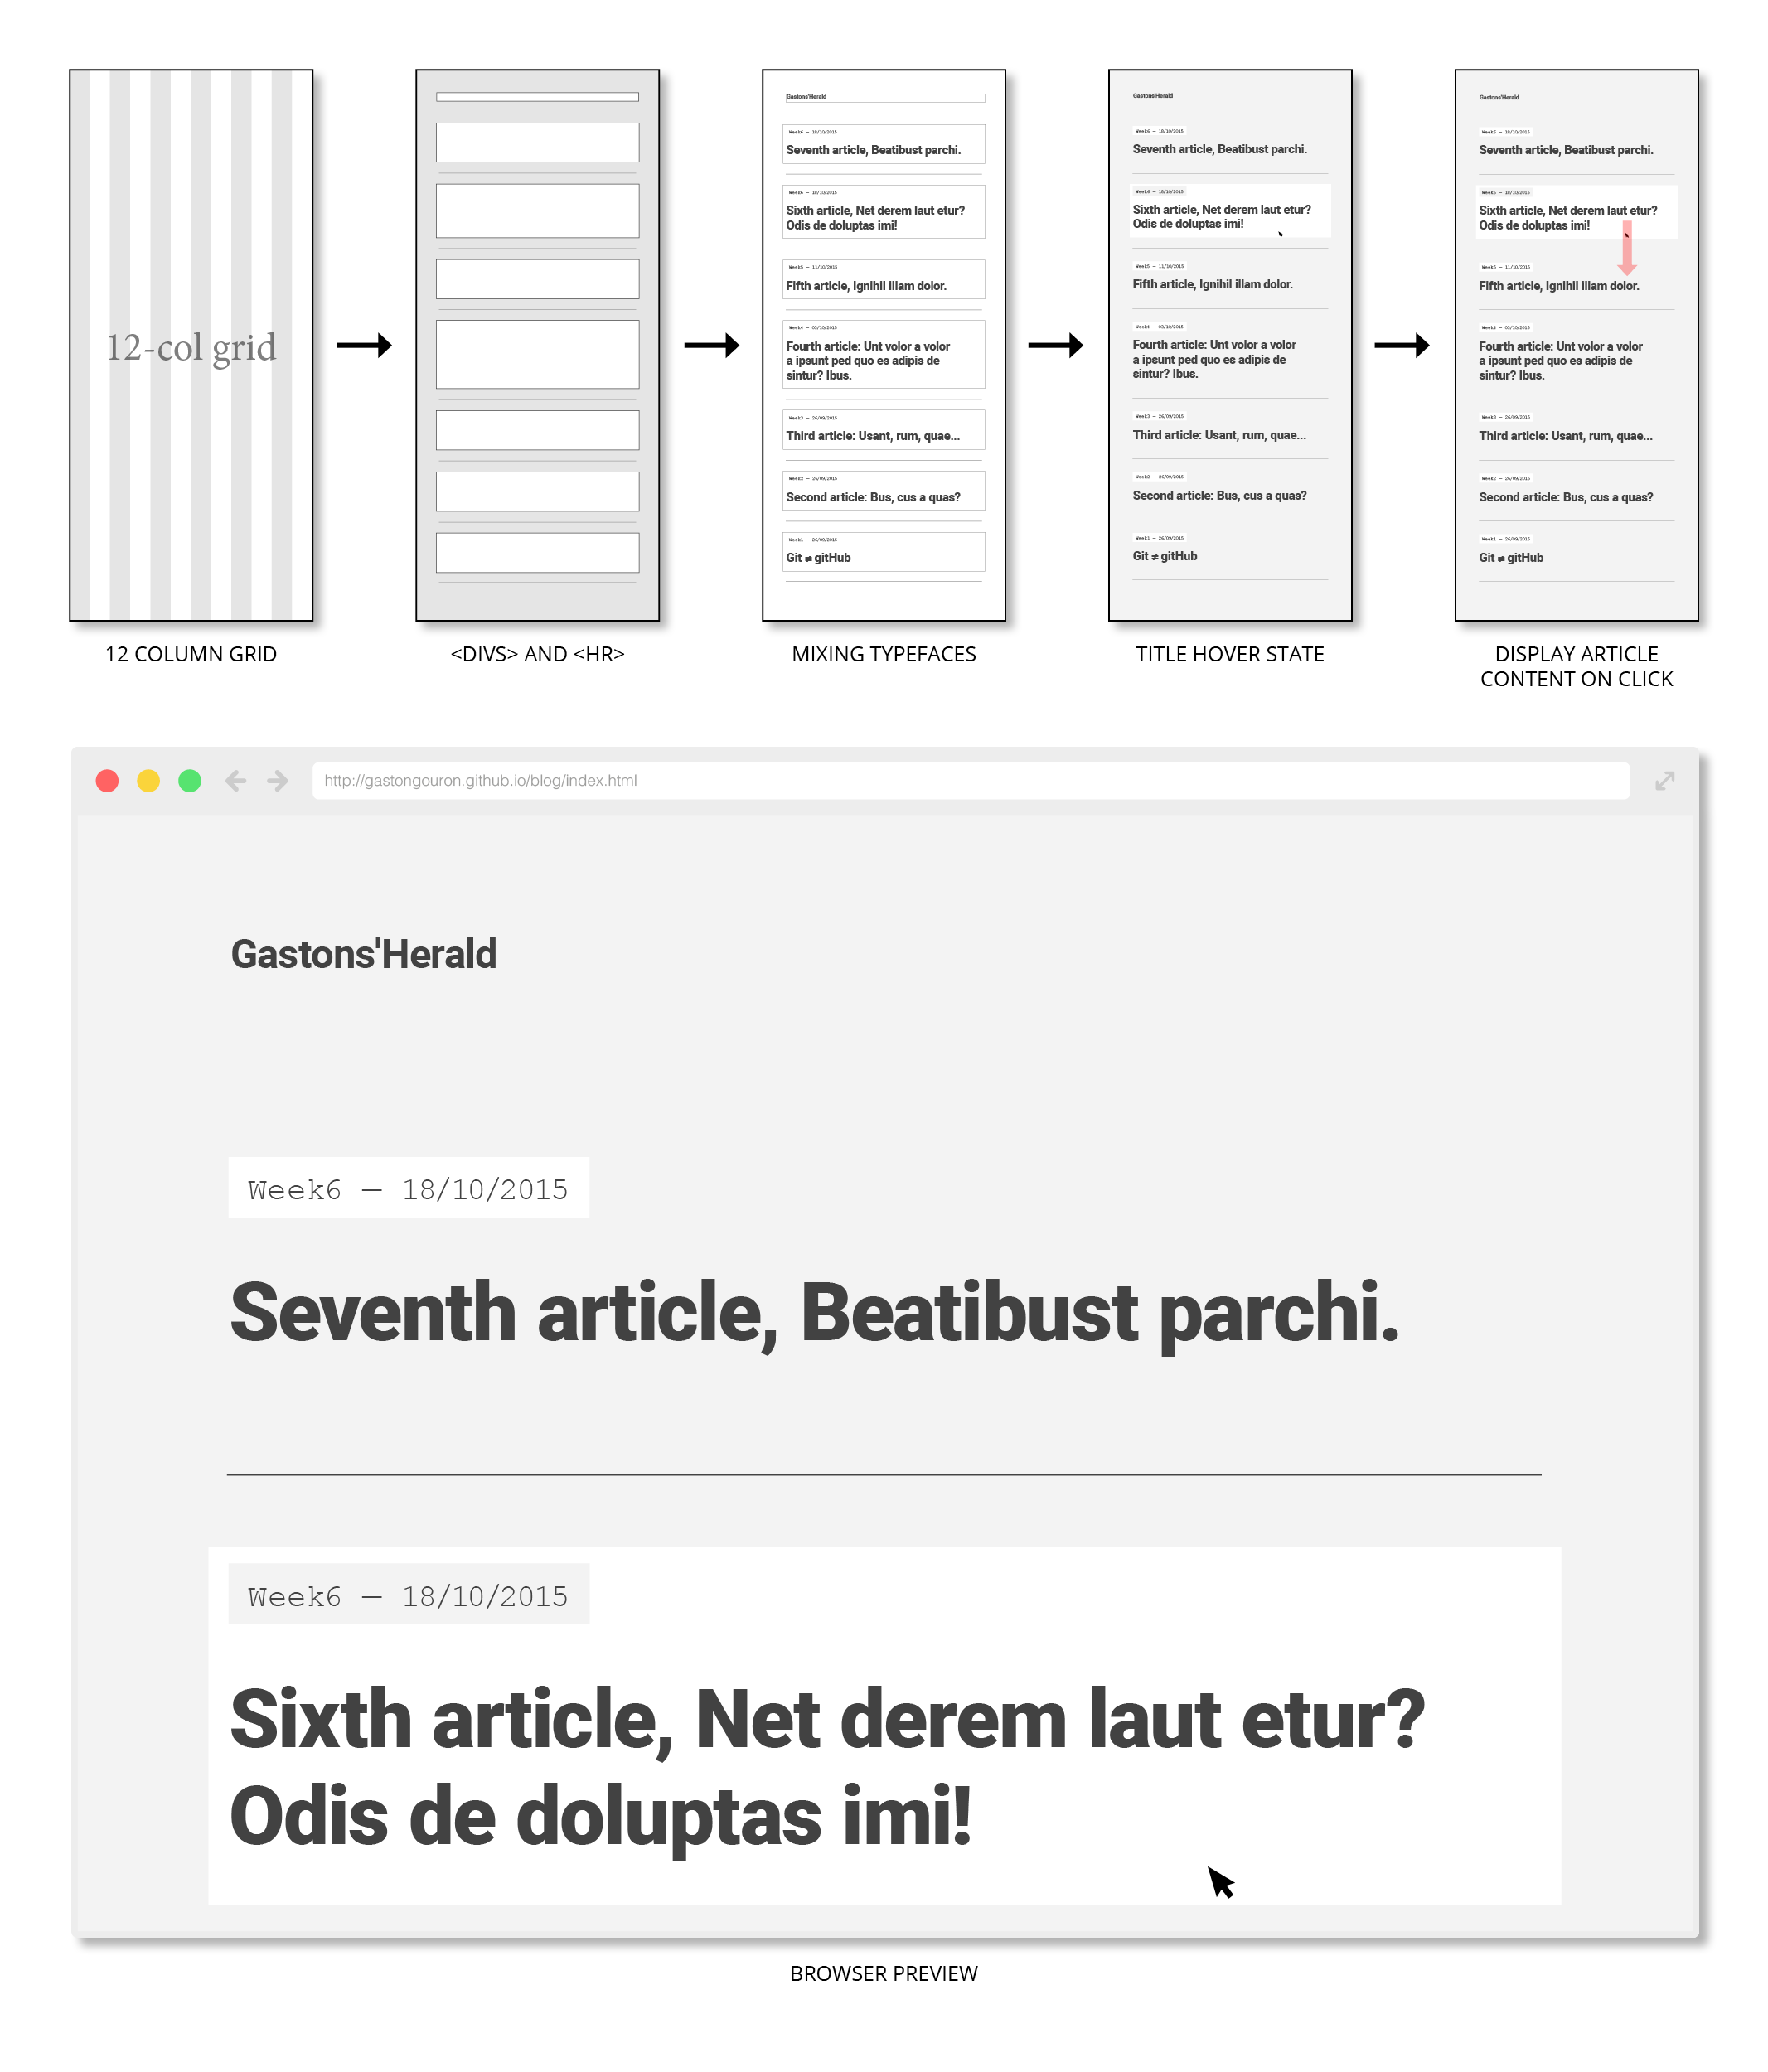 12-col grid
12 COLUMN GRID
<DIVS> AND <HR>
Gastons'Herald
Week6 — 18/10/2015
Seventh article, Beatibust parchi.
Week6 — 18/10/2015
Sixth article, Net derem laut etur?
Odis de doluptas imi!
Week5 — 11/10/2015
Fifth article, Ignihil illam dolor.
Week4 — 03/10/2015
Fourth article: Unt volor a volor
a ipsunt ped quo es adipis de
sintur? Ibus.
Week3 — 26/09/2015
Third article: Usant, rum, quae...
Week2 — 26/09/2015
Second article: Bus, cus a quas?
Week1 — 26/09/2015
Git ≠ gitHub
MIXING TYPEFACES
Gastons'Herald
Week6 — 18/10/2015
Seventh article, Beatibust parchi.
Week6 — 18/10/2015
Sixth article, Net derem laut etur?
Odis de doluptas imi!
Week5 — 11/10/2015
Fifth article, Ignihil illam dolor.
Week4 — 03/10/2015
Fourth article: Unt volor a volor
a ipsunt ped quo es adipis de
sintur? Ibus.
Week3 — 26/09/2015
Third article: Usant, rum, quae...
Week2 — 26/09/2015
Second article: Bus, cus a quas?
Week1 — 26/09/2015
Git ≠ gitHub
TITLE HOVER STATE
Gastons'Herald
Week6 — 18/10/2015
Seventh article, Beatibust parchi.
Week6 — 18/10/2015
Sixth article, Net derem laut etur?
Odis de doluptas imi!
Week5 — 11/10/2015
Fifth article, Ignihil illam dolor.
Week4 — 03/10/2015
Fourth article: Unt volor a volor
a ipsunt ped quo es adipis de
sintur? Ibus.
Week3 — 26/09/2015
Third article: Usant, rum, quae...
Week2 — 26/09/2015
Second article: Bus, cus a quas?
Week1 — 26/09/2015
Git ≠ gitHub
DISPLAY ARTICLE
CONTENT ON CLICK
http://gastongouron.github.io/blog/index.html
Gastons'Herald
Week6 — 18/10/2015
Seventh article, Beatibust parchi.
Week6 — 18/10/2015
Sixth article, Net derem laut etur?
Odis de doluptas imi!
BROWSER PREVIEW